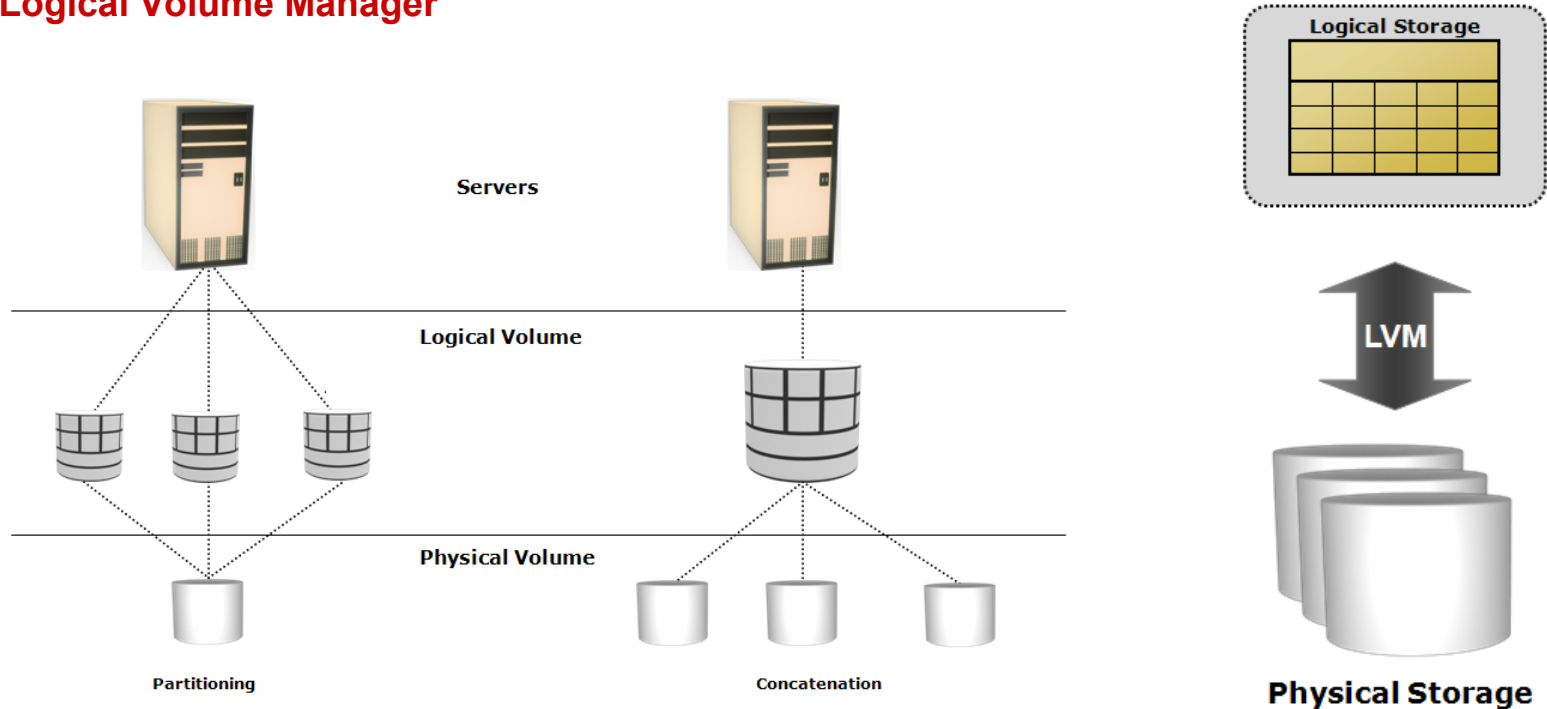 Logical Volume Manager
Logical Storage
Servers
Logical Volume
LVM
Physical Volume
Partitioning
Concatenation
Physical Storage